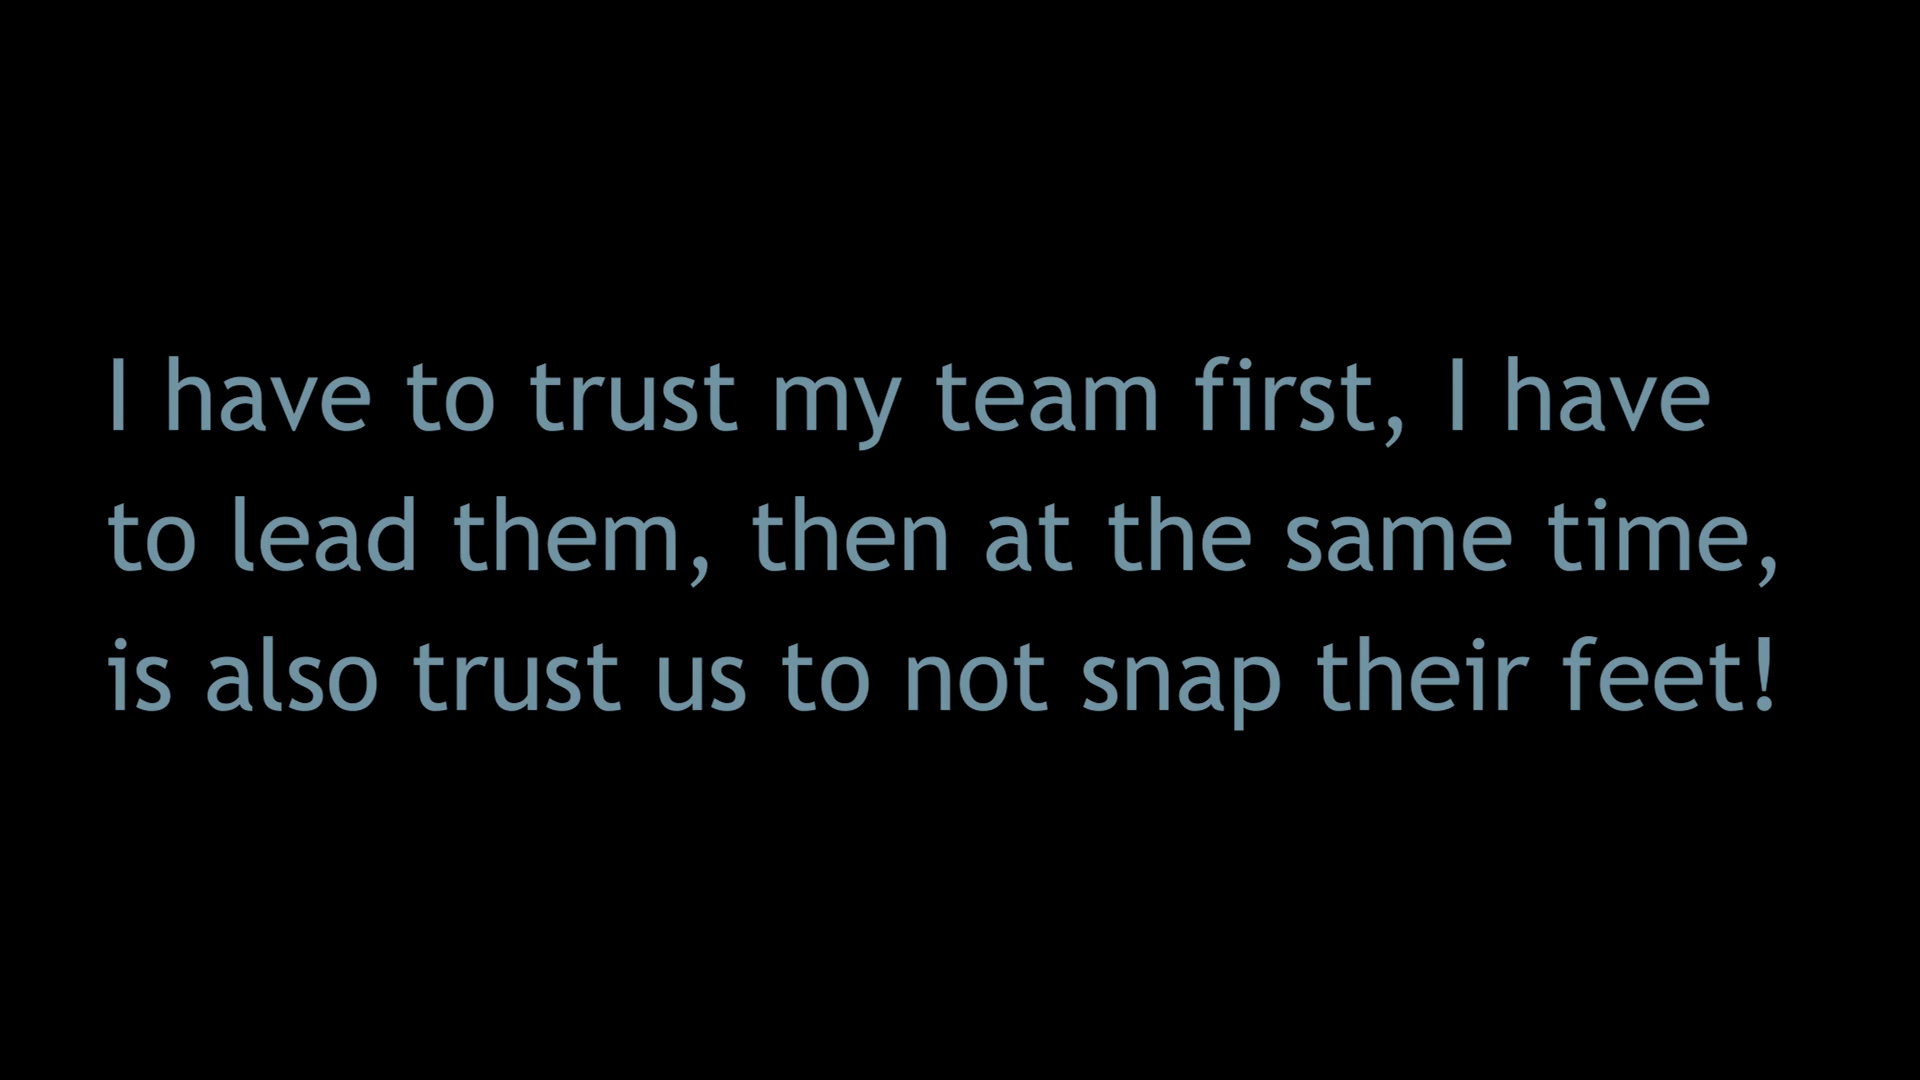 I have to trust my team first, I have
to lead them, then at the same time,
is also trust us to not snap their feet!